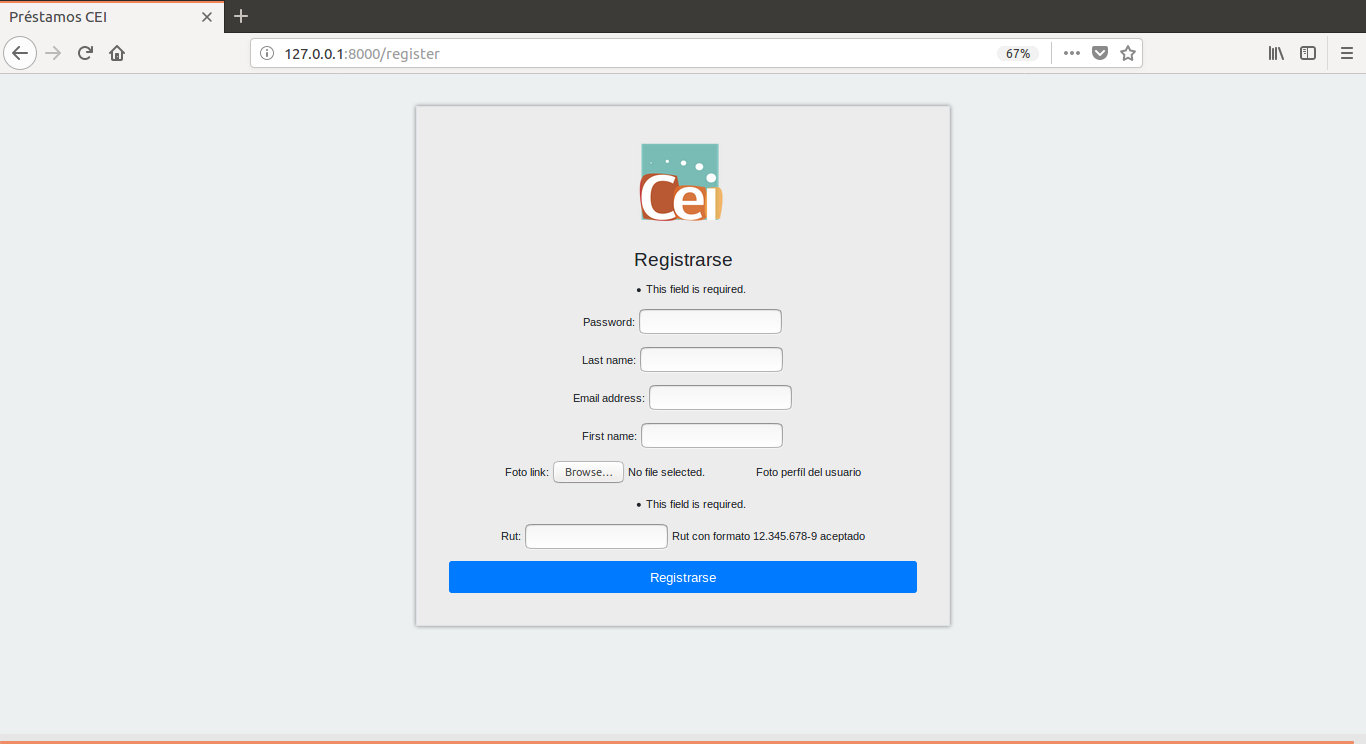 Préstamos CEI
127.0.0.1:8000/register
67%
Cei
Registrarse
• This field is required.
Password:
Last name:
Email address:
First name:
Foto link: Browse... No file selected. Foto perfíl del usuario
• This field is required.
Rut: Rut con formato 12.345.678-9 aceptado
Registrarse